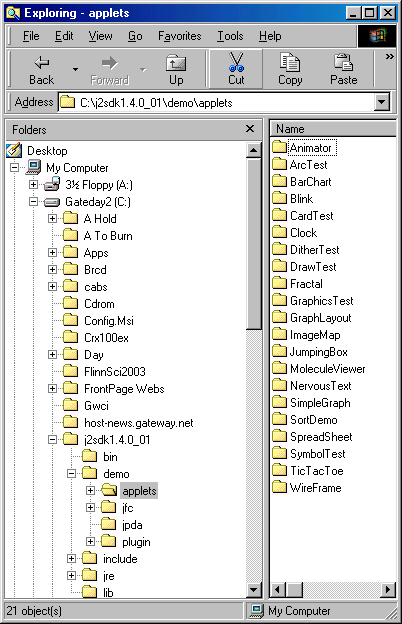 Exploring - applets
File Edit View Go Favorites Tools Help
Back Forward Up Cut Copy Paste »
Address C:\j2sdk1.4.0_01\demo\applets
Folders
Desktop
My Computer
3½ Floppy (A:)
Gateday2 (C:)
A Hold
A To Burn
Apps
Brcd
cabs
Cdrom
Config.Msi
Crx100ex
Day
FlinnSci2003
FrontPage Webs
Gwci
host-news.gateway.net
j2sdk1.4.0_01
bin
demo
applets
jfc
jpda
plugin
include
jre
lib
Name
Animator
ArcTest
BarChart
Blink
CardTest
Clock
DitherTest
DrawTest
Fractal
GraphicsTest
GraphLayout
ImageMap
JumpingBox
MoleculeViewer
NervousText
SimpleGraph
SortDemo
SpreadSheet
SymbolTest
TicTacToe
WireFrame
21 object(s)
My Computer